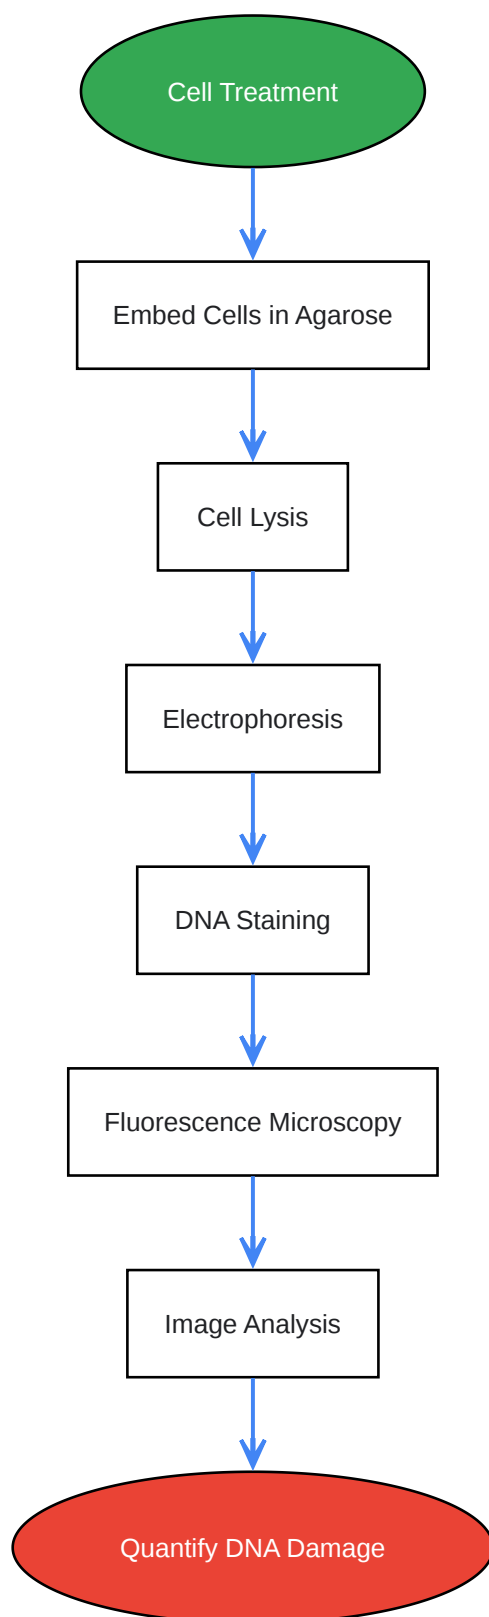 Cell Treatment
Embed Cells in Agarose
Cell Lysis
Electrophoresis
DNA Staining
Fluorescence Microscopy
Image Analysis
Quantify DNA Damage